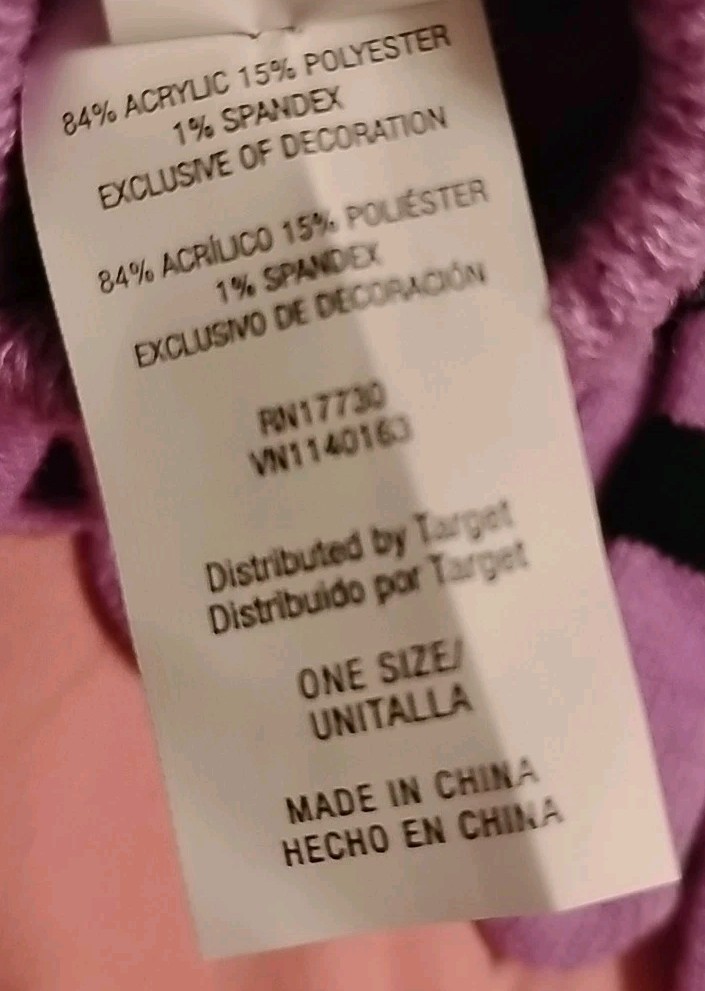 84% ACRYLIC 15% POLYESTER
1% SPANDEX
EXCLUSIVE OF DECORATION
84% ACRÍLICO 15% POLIÉSTER
1% SPANDEX
EXCLUSIVO DE DECORACIÓN
RN17730
VN1140163
Distributed by Target
Distribuido por Target
ONE SIZE/
UNITALLA
MADE IN CHINA
HECHO EN CHINA